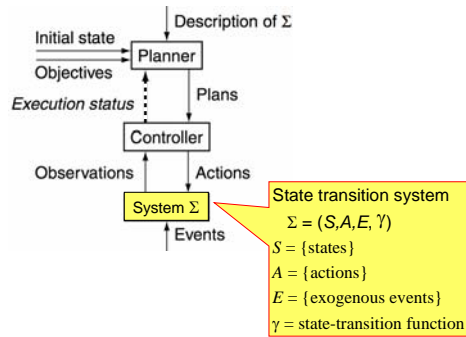 Description of Σ
Initial state
Planner
Objectives
Execution status
Plans
Controller
Observations
Actions
System Σ
Events
State transition system
Σ = (S,A,E, γ)
S = {states}
A = {actions}
E = {exogenous events}
γ = state-transition function